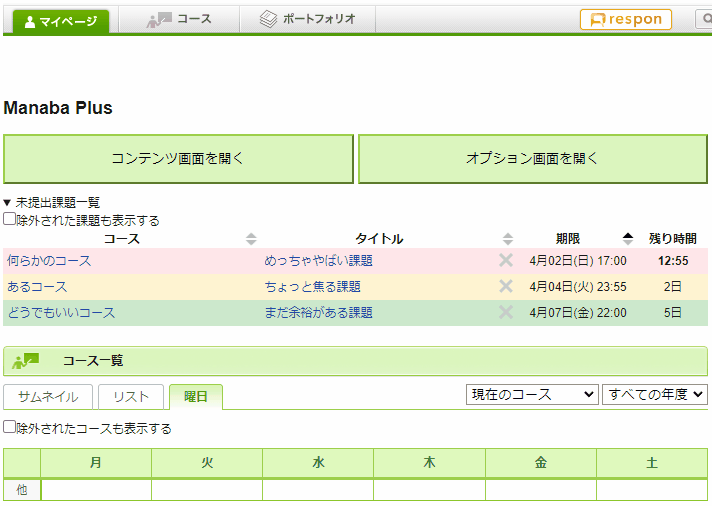 マイページ コース ポートフォリオ respon
Manaba Plus
コンテンツ画面を開く オプション画面を開く
▼ 未提出課題一覧
除外された課題も表示する
コース タイトル 期限 残り時間
何らかのコース めっちゃやばい課題 4月02日(日) 17:00 12:55
あるコース ちょっと焦る課題 4月04日(火) 23:55 2日
どうでもいいコース まだ余裕がある課題 4月07日(金) 22:00 5日
コース一覧
サムネイル リスト 曜日 現在のコース すべての年度
除外されたコースも表示する
月 火 水 木 金 土
他